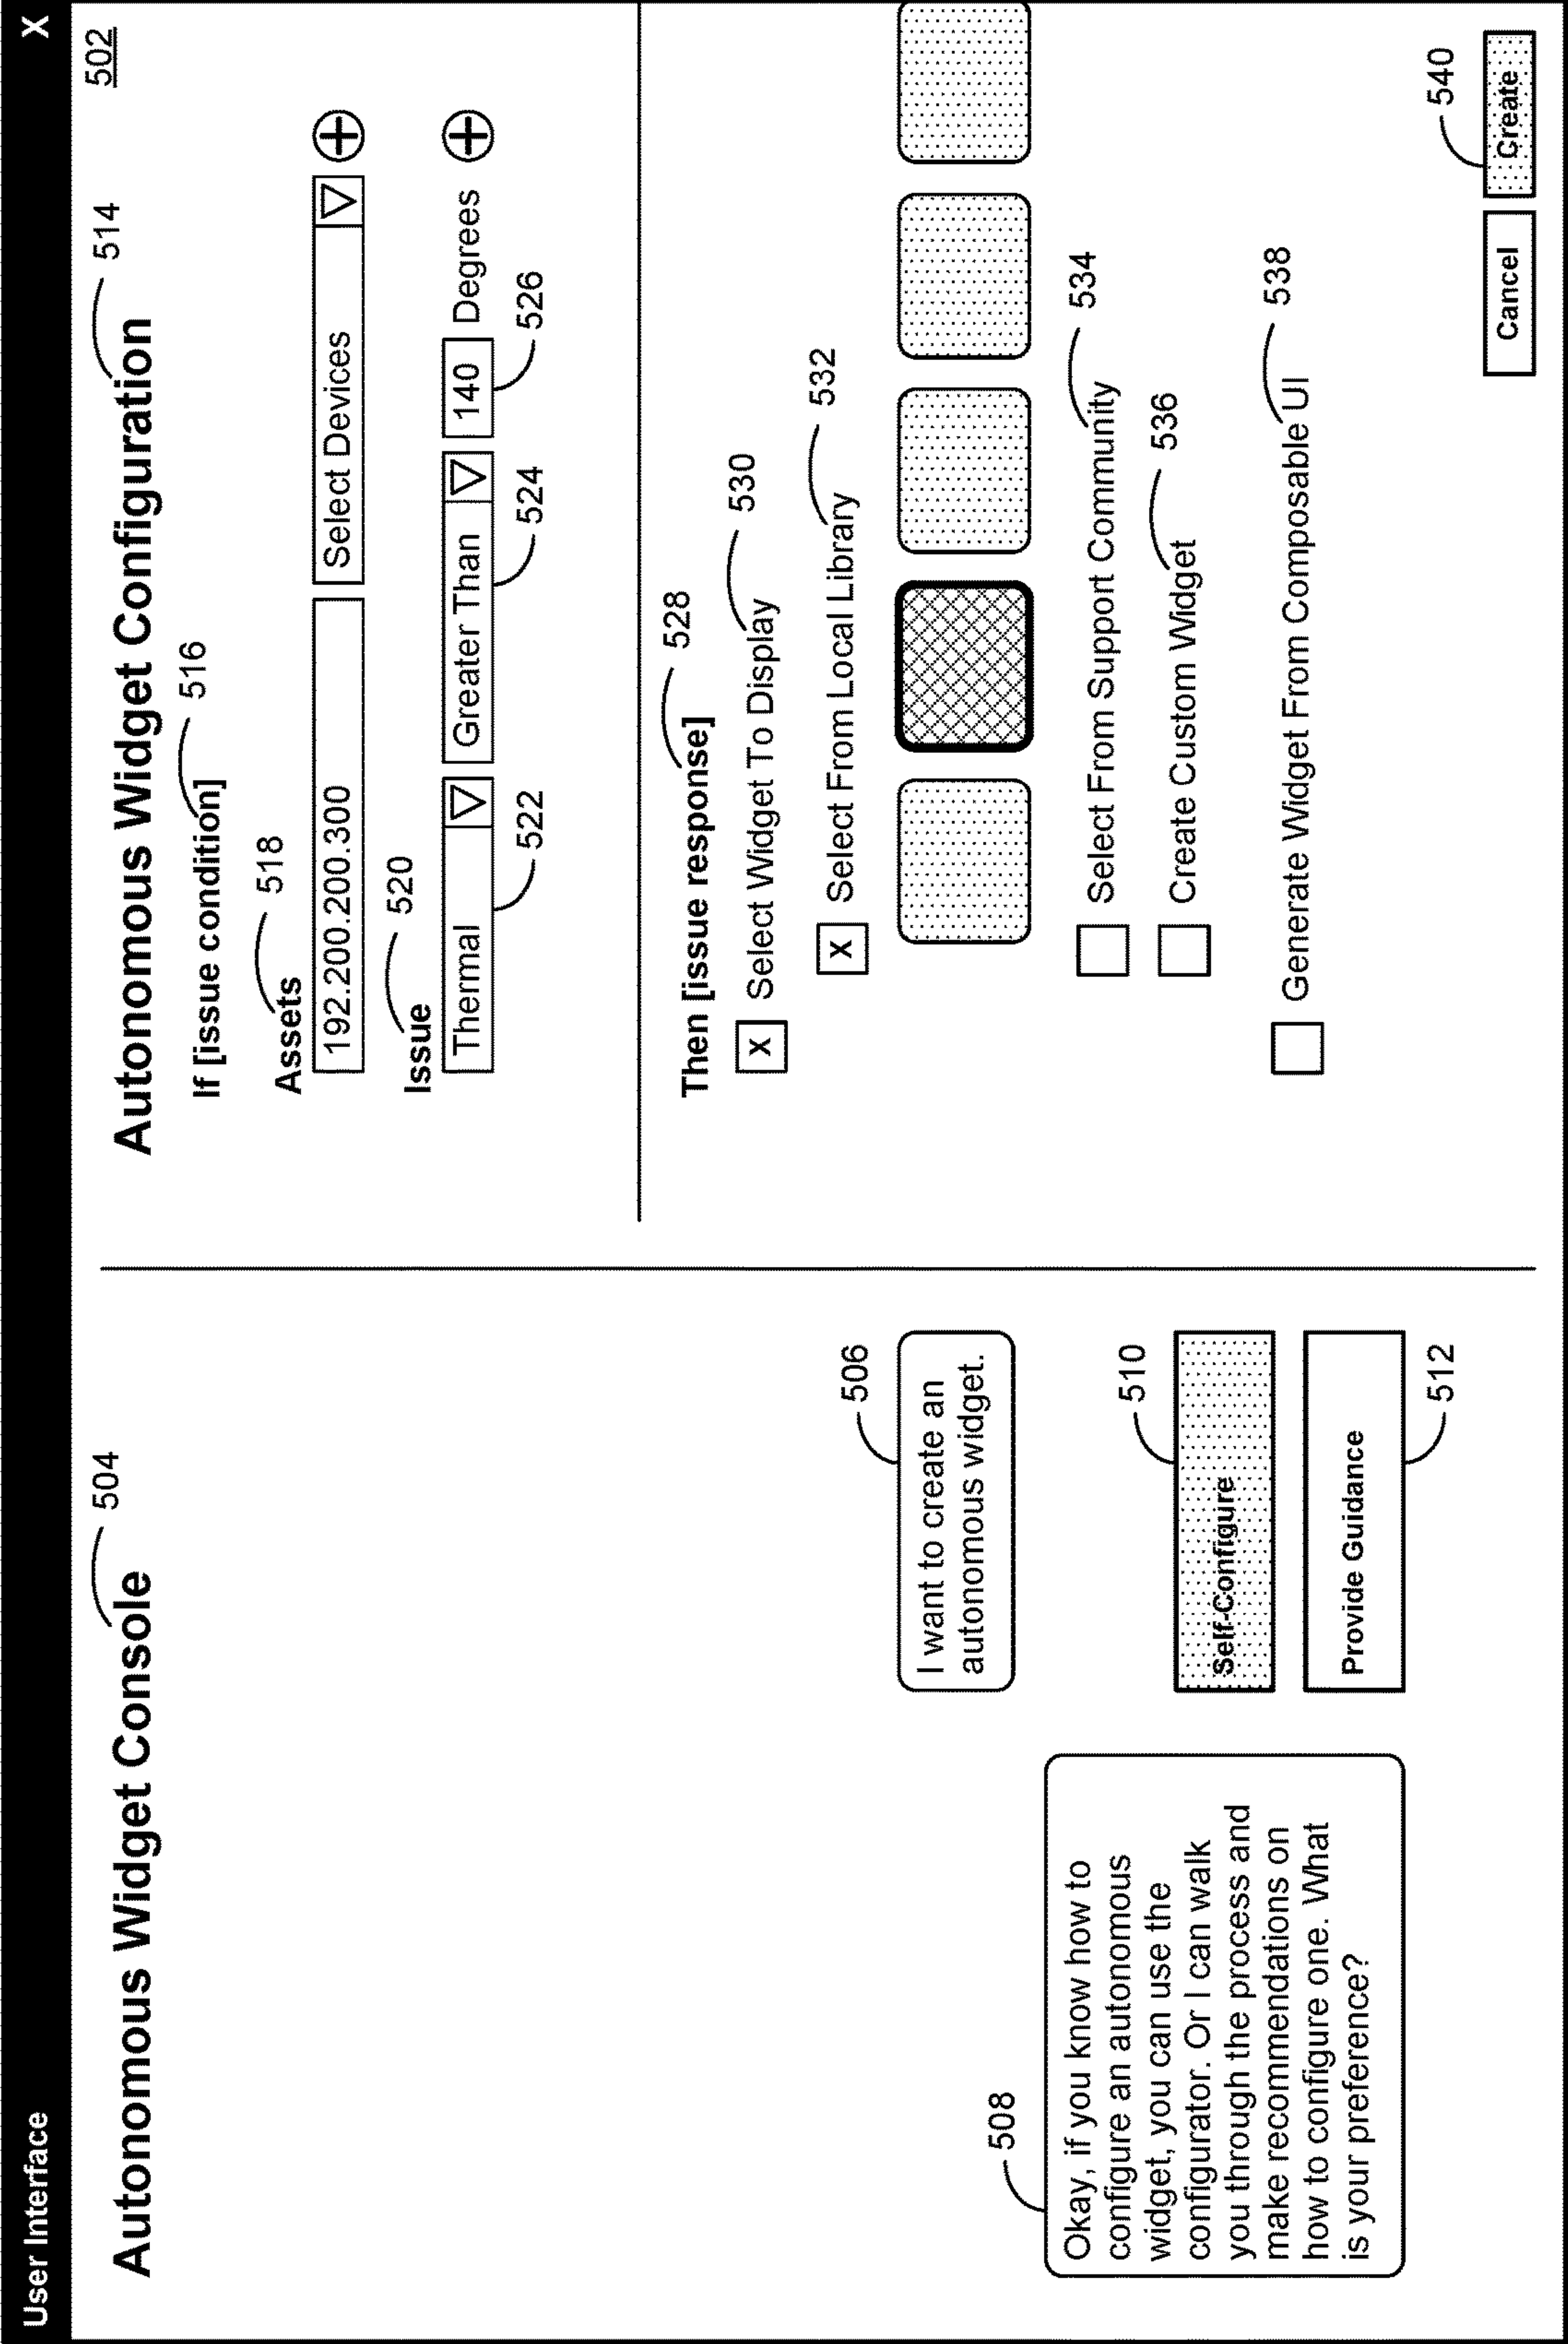 User Interface X
502
Autonomous Widget Console 504
506
I want to create an
autonomous widget.
508
Okay, if you know how to
configure an autonomous
widget, you can use the
configurator. Or I can walk
you through the process and
make recommendations on
how to configure one. What
is your preference?
510
Self-Configure
Provide Guidance
512
Autonomous Widget Configuration 514
If [issue condition] 516
Assets 518
192.200.200.300 Select Devices
Issue 520
Thermal Greater Than 140 Degrees
522 524 526
Then [issue response] 528
X Select Widget To Display 530
X Select From Local Library 532
Select From Support Community 534
Create Custom Widget 536
Generate Widget From Composable UI 538
540
Cancel Create